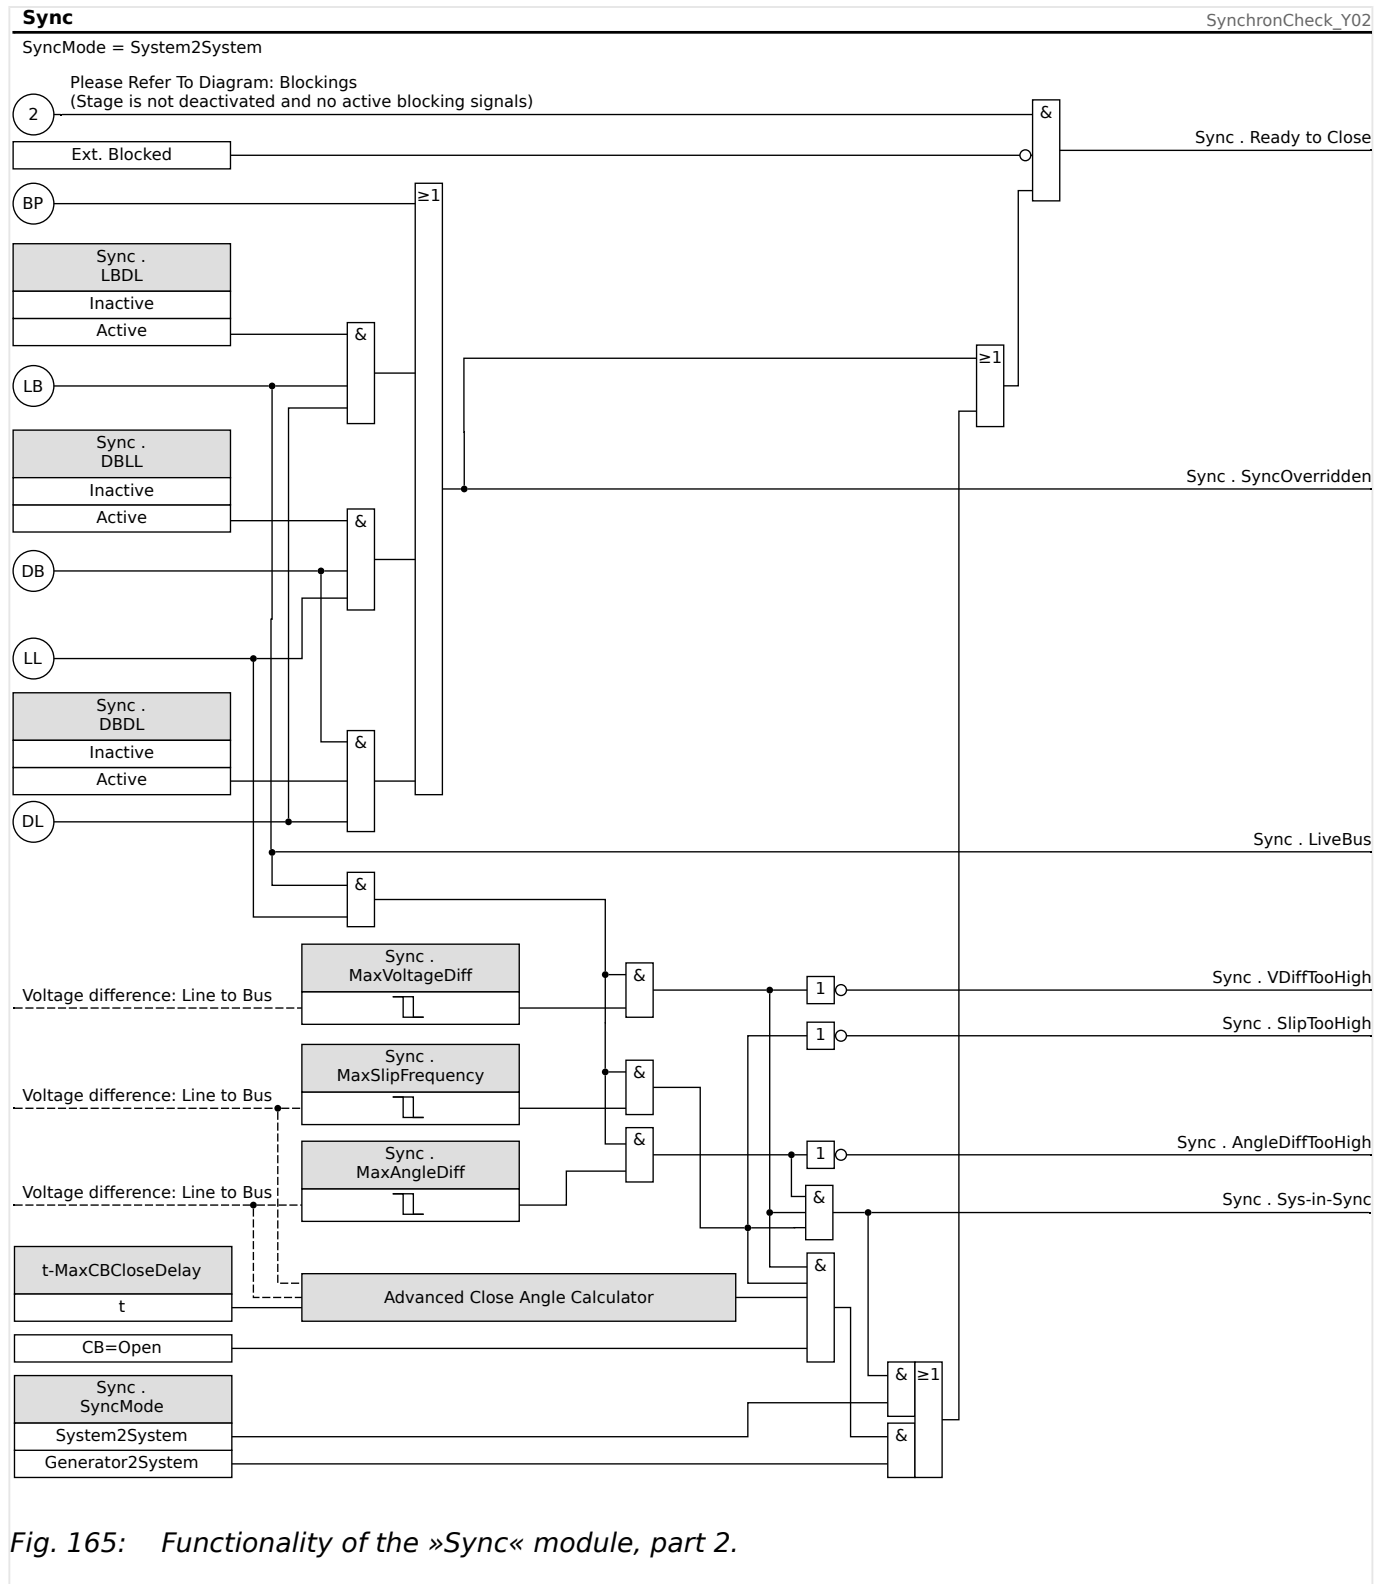 Sync
SynchronCheck_Y02
SyncMode = System2System
Please Refer To Diagram: Blockings
(Stage is not deactivated and no active blocking signals)
2
&
Sync . Ready to Close
Ext. Blocked
BP
≥1
Sync .
LBDL
Inactive
Active
&
≥1
LB
Sync .
DBLL
Inactive
Active
&
Sync . SyncOverridden
DB
LL
Sync .
DBDL
Inactive
Active
&
DL
Sync . LiveBus
&
Sync .
MaxVoltageDiff
Voltage difference: Line to Bus
&
1
Sync . VDiffTooHigh
1
Sync . SlipTooHigh
Sync .
MaxSlipFrequency
Voltage difference: Line to Bus
&
&
1
Sync . AngleDiffTooHigh
Sync .
MaxAngleDiff
Voltage difference: Line to Bus
&
Sync . Sys-in-Sync
t-MaxCBCloseDelay
t
Advanced Close Angle Calculator
&
CB=Open
Sync .
SyncMode
System2System
Generator2System
&
≥1
&
Fig. 165: Functionality of the »Sync« module, part 2.